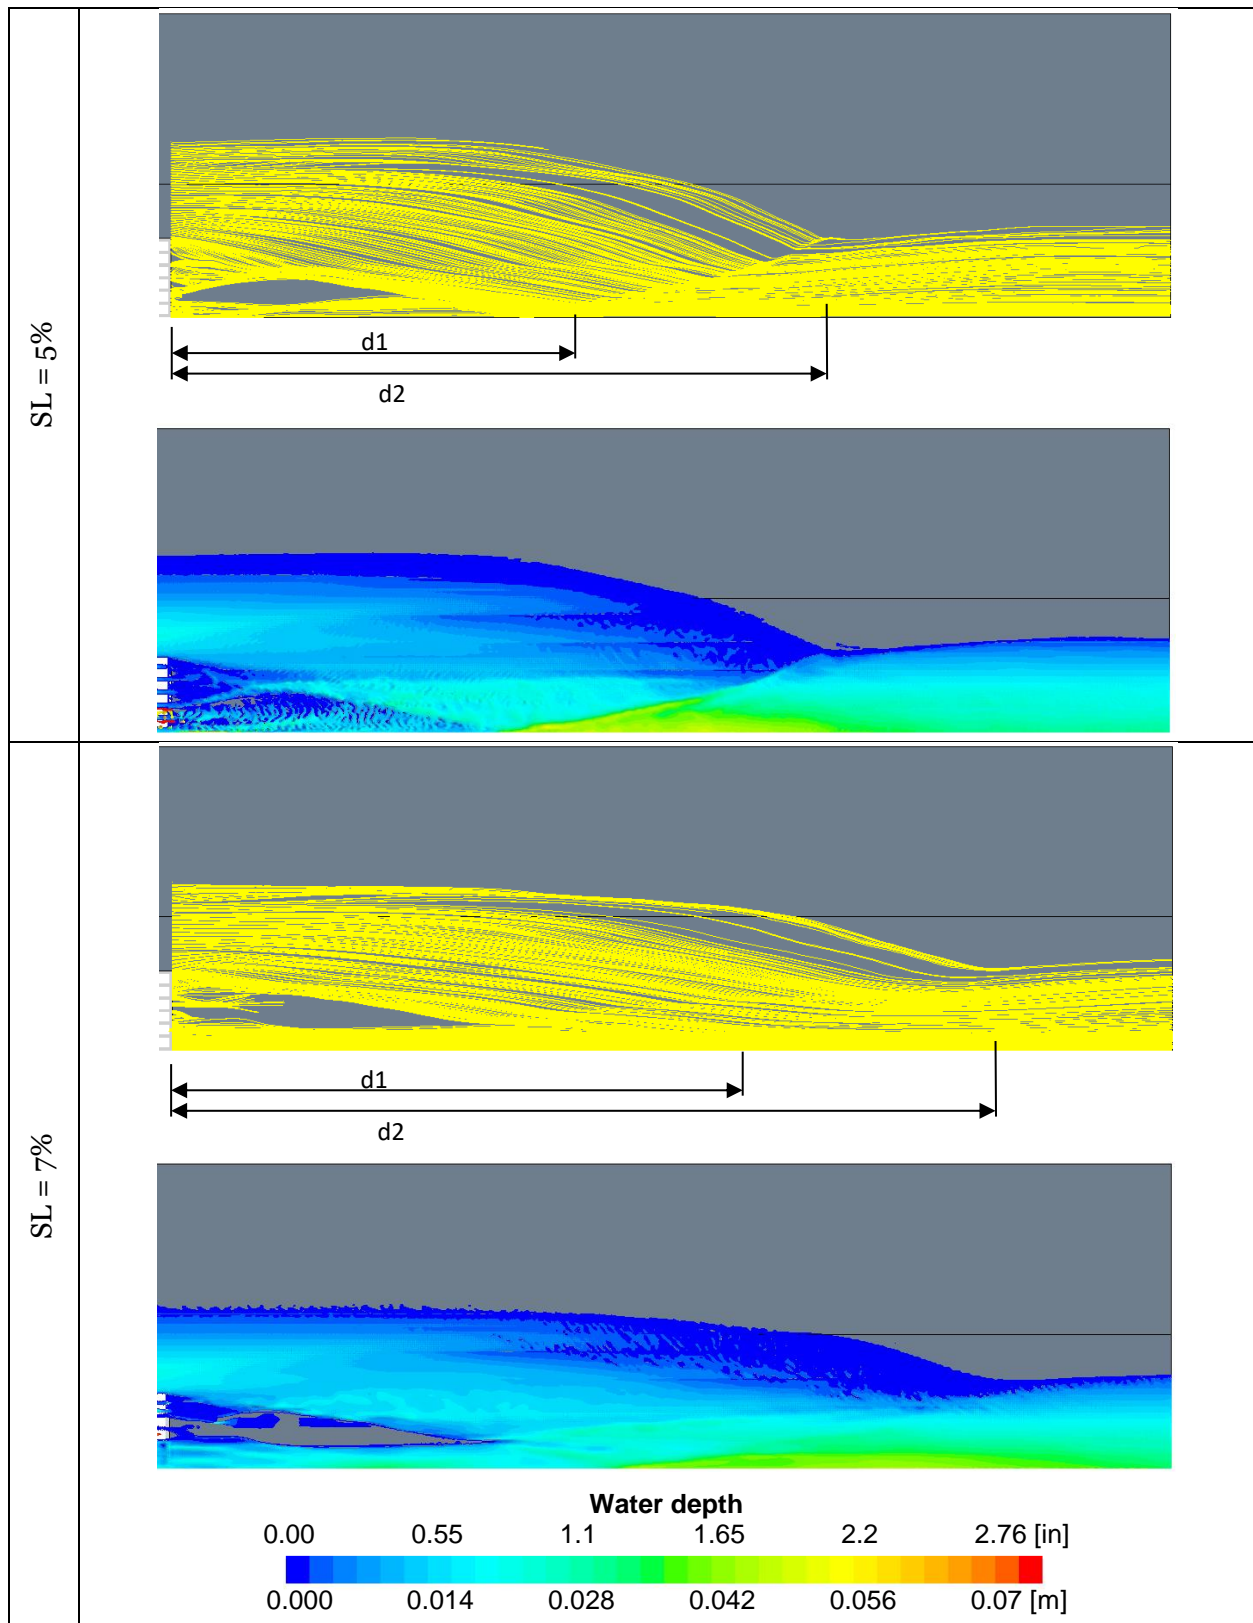 SL = 5%
d1
d2
SL = 7%
d1
d2
Water depth
0.00 0.55 1.1 1.65 2.2 2.76 [in]
0.000 0.014 0.028 0.042 0.056 0.07 [m]